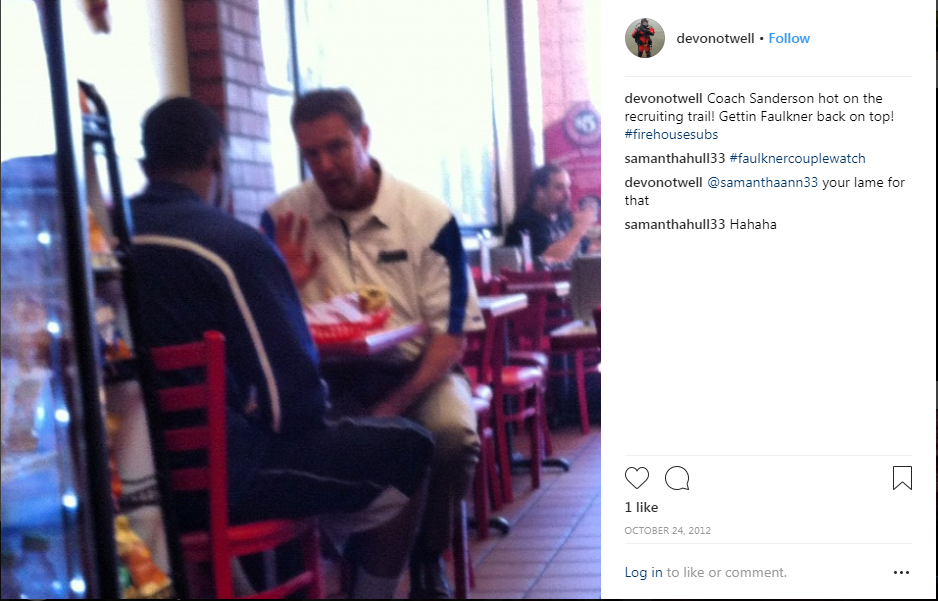 devonotwell • Follow
devonotwell Coach Sanderson hot on the
recruiting trail! Gettin Faulkner back on top!
#firehousesubs
samanthahull33 #faulknercouplewatch
devonotwell @samanthaann33 your lame for
that
samanthahull33 Hahaha
1 like
OCTOBER 24, 2012
Log in to like or comment.